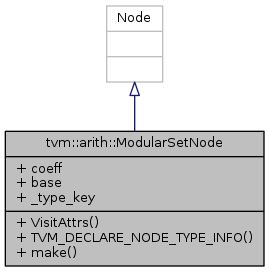 Node
tvm::arith::ModularSetNode
+ coeff
+ base
+ _type_key
+ VisitAttrs()
+ TVM_DECLARE_NODE_TYPE_INFO()
+ make()